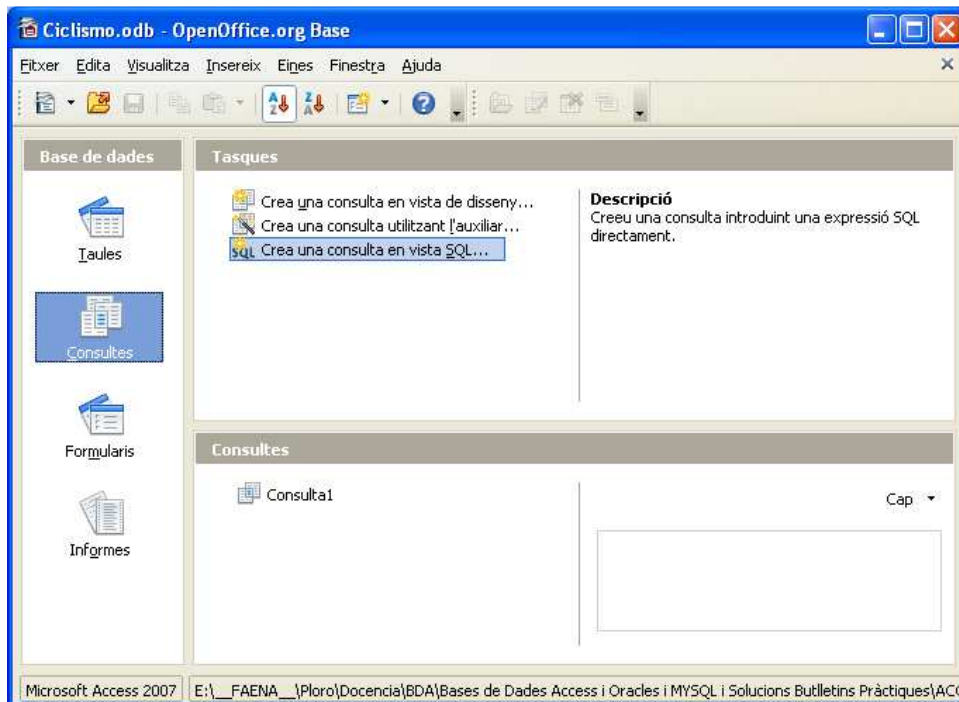 Ciclismo.odb - OpenOffice.org Base
Fitxer Edita Visualitza Insereix Eines Finestra Ajuda
Base de dades
Taules
Consultes
Formularis
Informes
Tasques
Crea una consulta en vista de disseny...
Crea una consulta utilitzant l'auxiliar...
SQL Crea una consulta en vista SQL...
Descripció
Creeu una consulta introduint una expressió SQL
directament.
Consultes
Consulta1
Cap
Microsoft Access 2007 E:\__FAENA__\Ploro\Docencia\BDA\Bases de Dades Access i Oracles i MYSQL i Solucions Butlletins Pràctiques\ACC